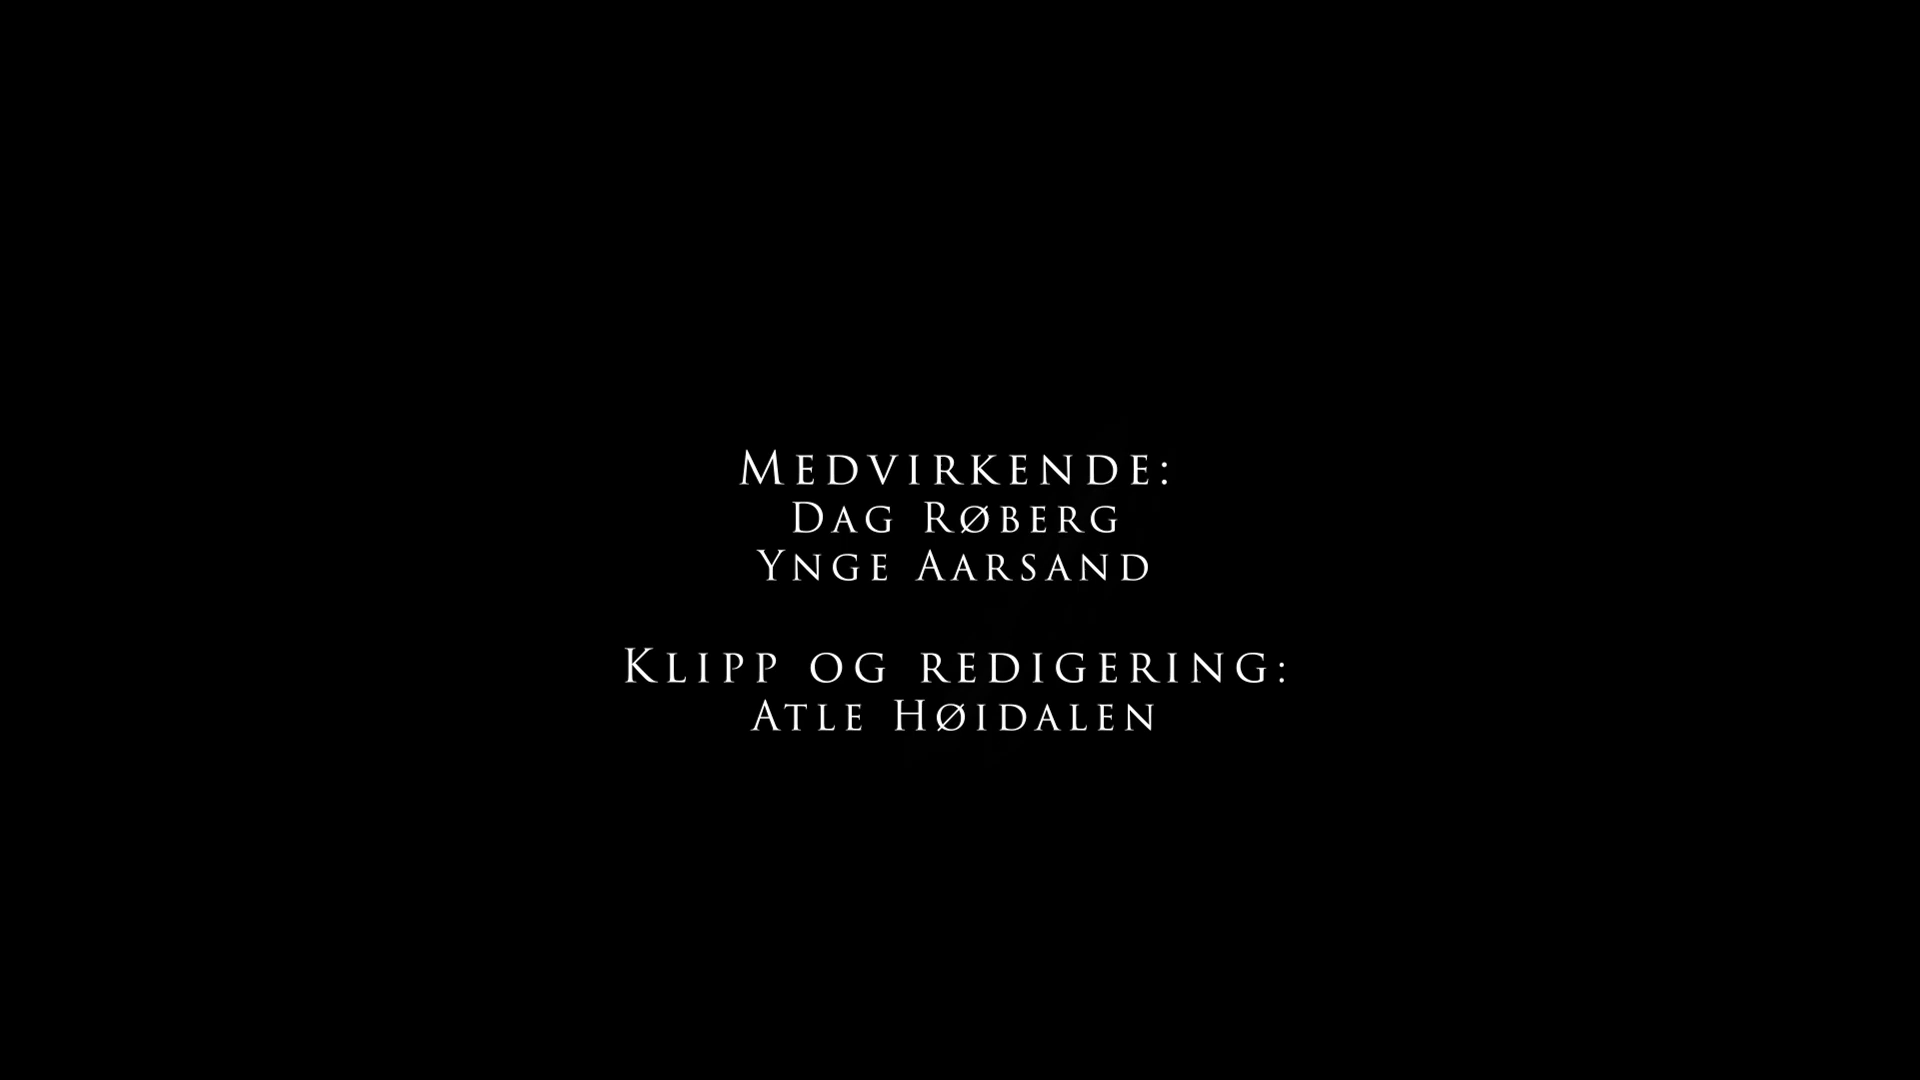 Medvirkende:
Dag Røberg
Ynge Aarsand
Klipp og redigering:
Atle Høidalen